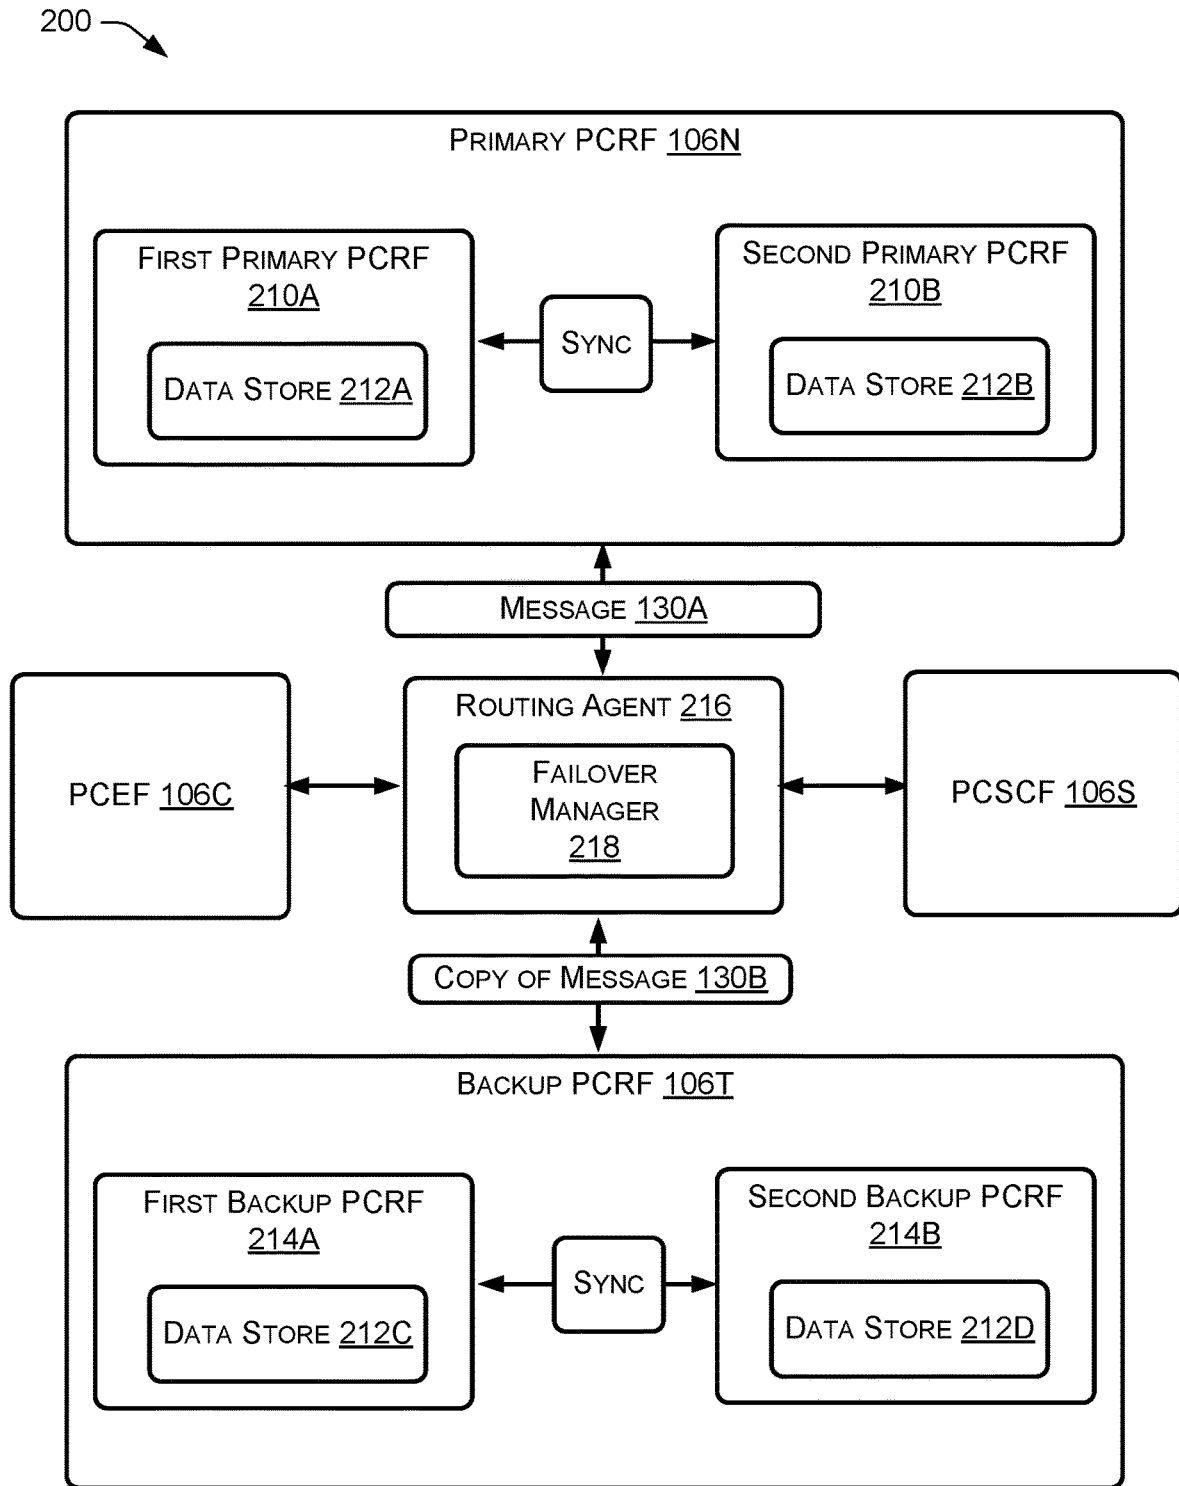 200
PRIMARY PCRF 106N
FIRST PRIMARY PCRF
210A
DATA STORE 212A
SYNC
SECOND PRIMARY PCRF
210B
DATA STORE 212B
MESSAGE 130A
PCEF 106C
ROUTING AGENT 216
FAILOVER
MANAGER
218
PCSCF 106S
COPY OF MESSAGE 130B
BACKUP PCRF 106T
FIRST BACKUP PCRF
214A
DATA STORE 212C
SYNC
SECOND BACKUP PCRF
214B
DATA STORE 212D